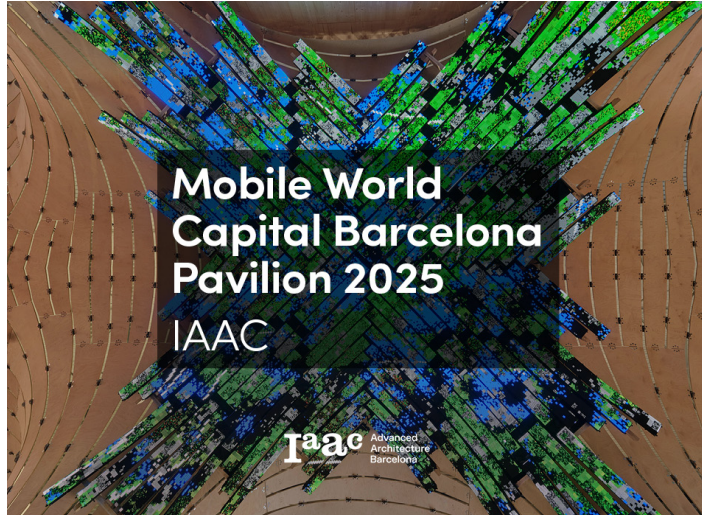 Mobile World
Capital Barcelona
Pavilion 2025
IAAC
Iaac
Advanced
Architecture
Barcelona